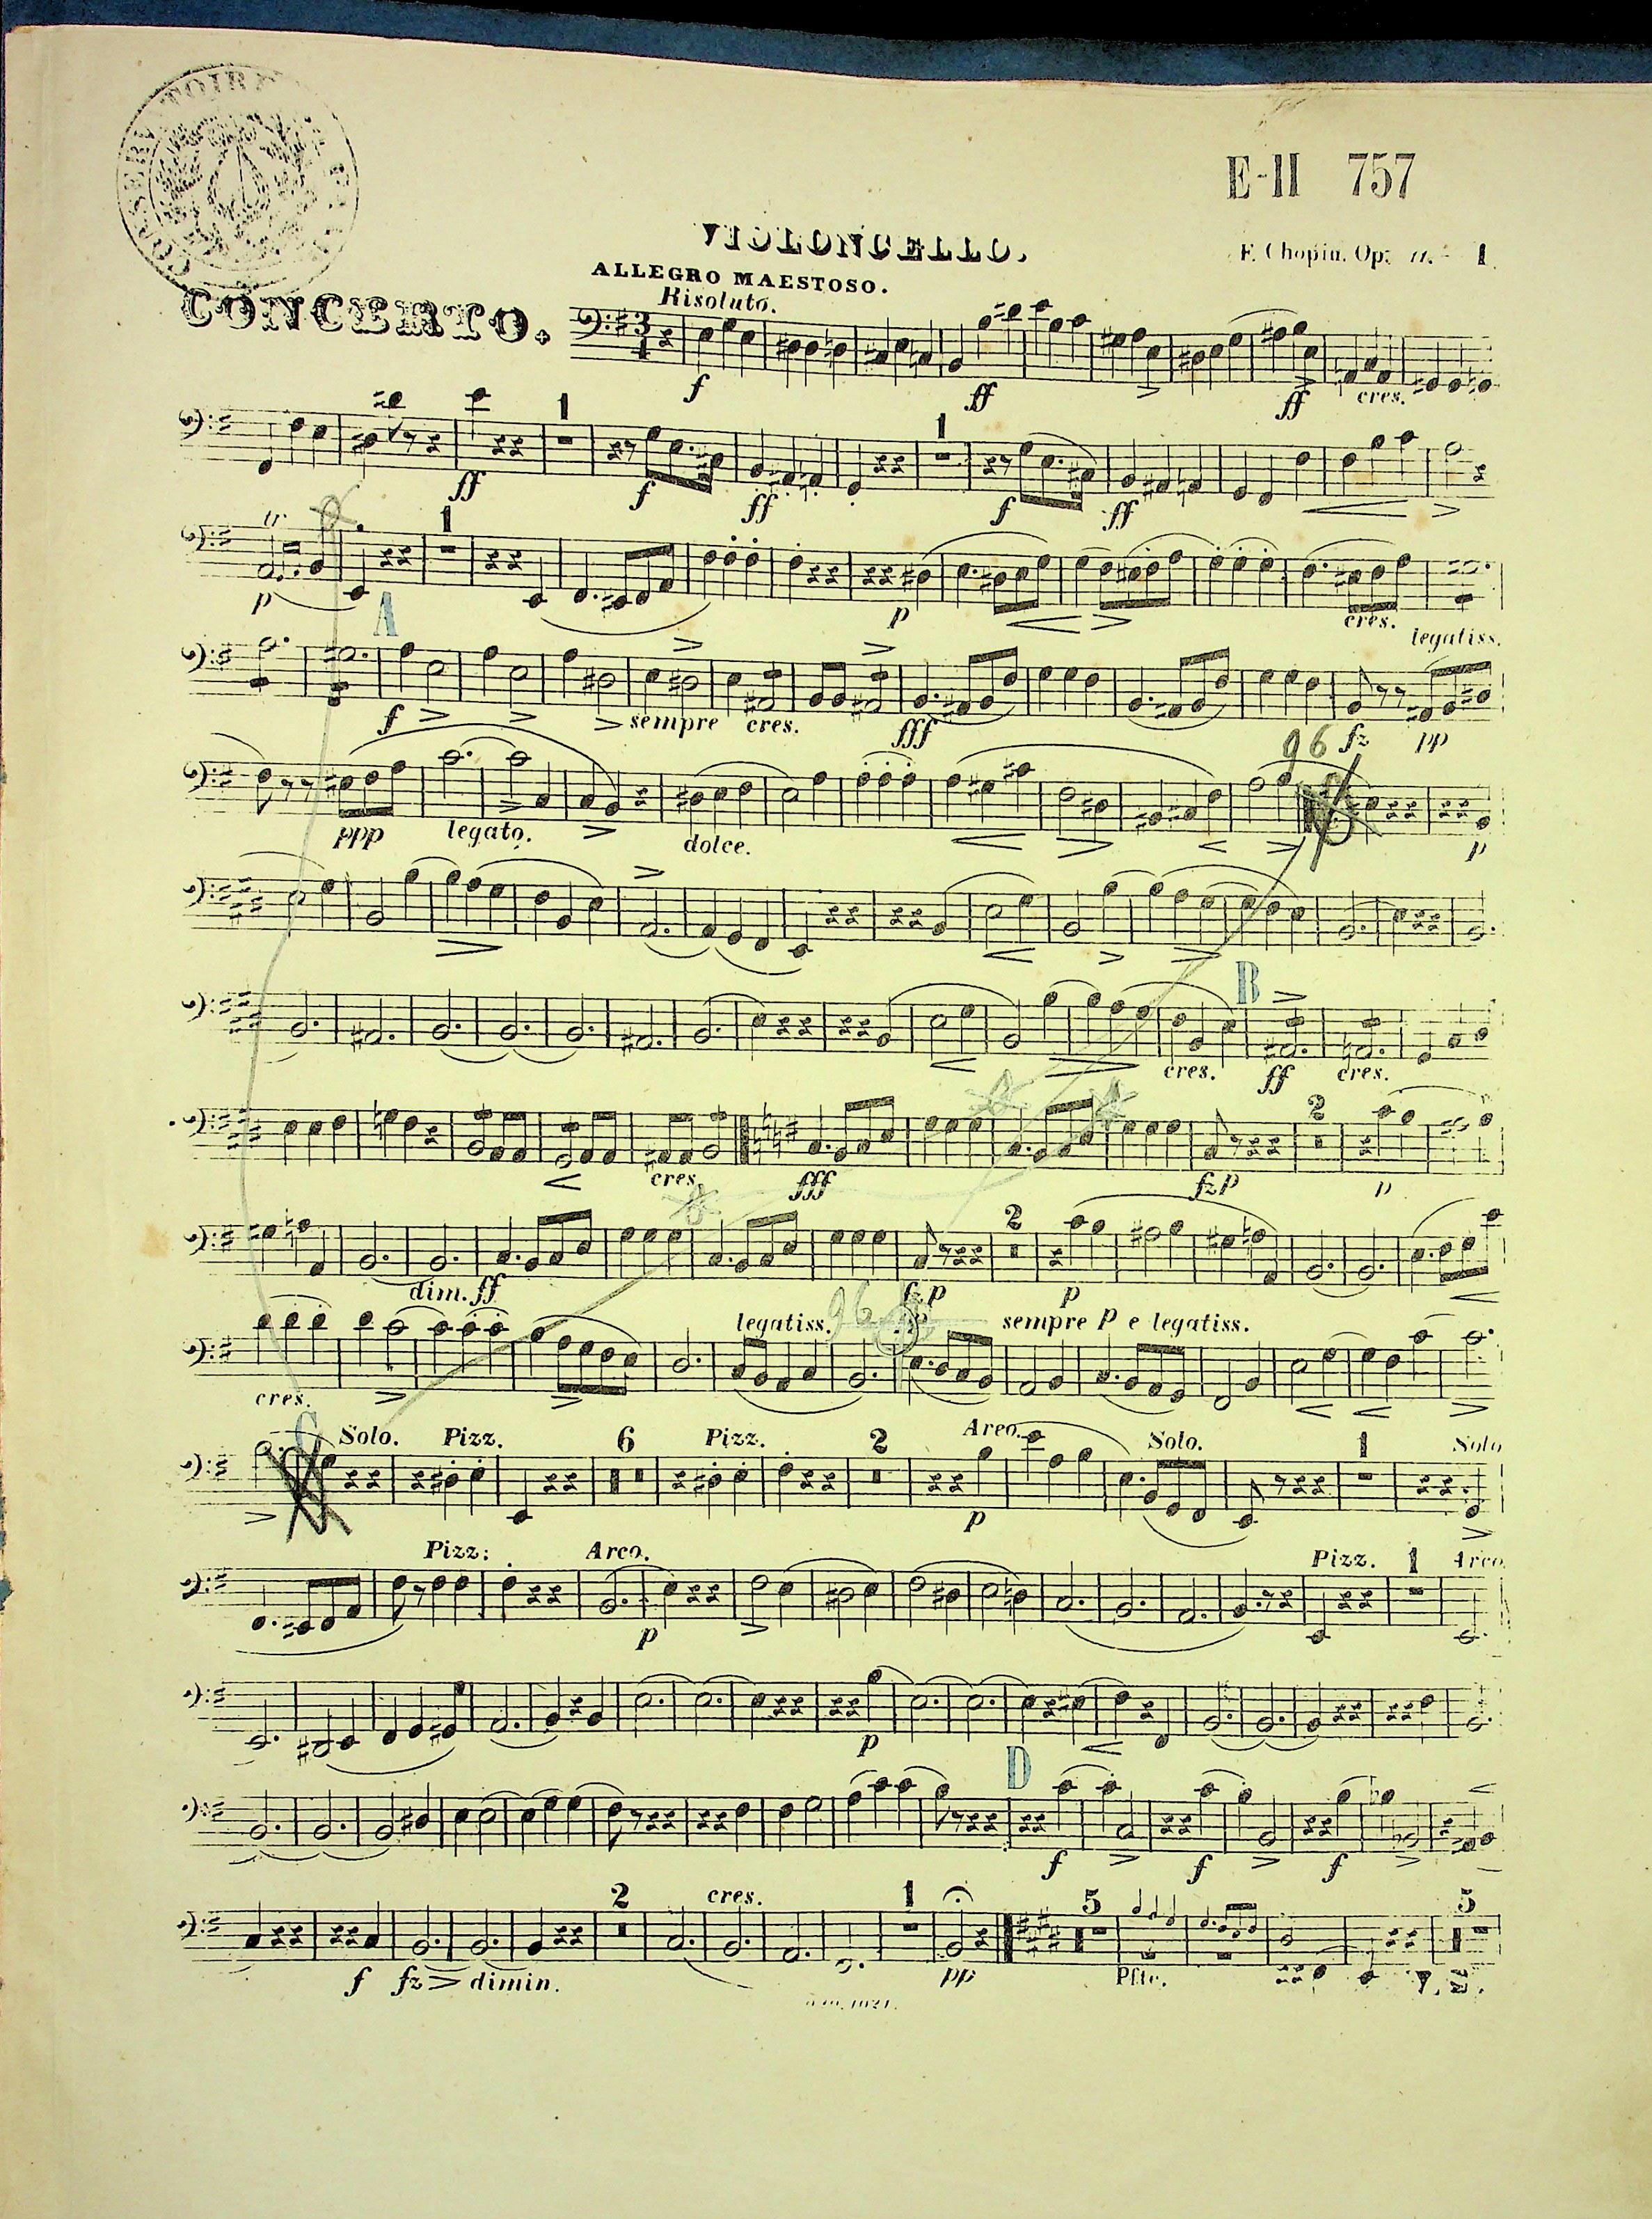 E-II 757
VIOLONCELLO.
F. Chopin. Op: 11. 1.
ALLEGRO MAESTOSO.
CONCERTO.
Risoluto.
f ff ff cres.
1 1
ff f ff f ff
tr 1
p p cres.
A
legatiss.
f sempre cres. fff fz pp
96
ppp legato. dolce. p
B
cres. ff cres.
2
cres. fff fzp p
2
dim. ff fzp p
legatiss. 96 sempre p e legatiss.
cres.
C
Solo. Pizz. 6 Pizz. 2 Arco. Solo. 1 Solo
p
Pizz: Arco. Pizz. 1 Arco
p
p
D
f f f
2 cres. 1 5 5
f fz dimin. pp Pfte.